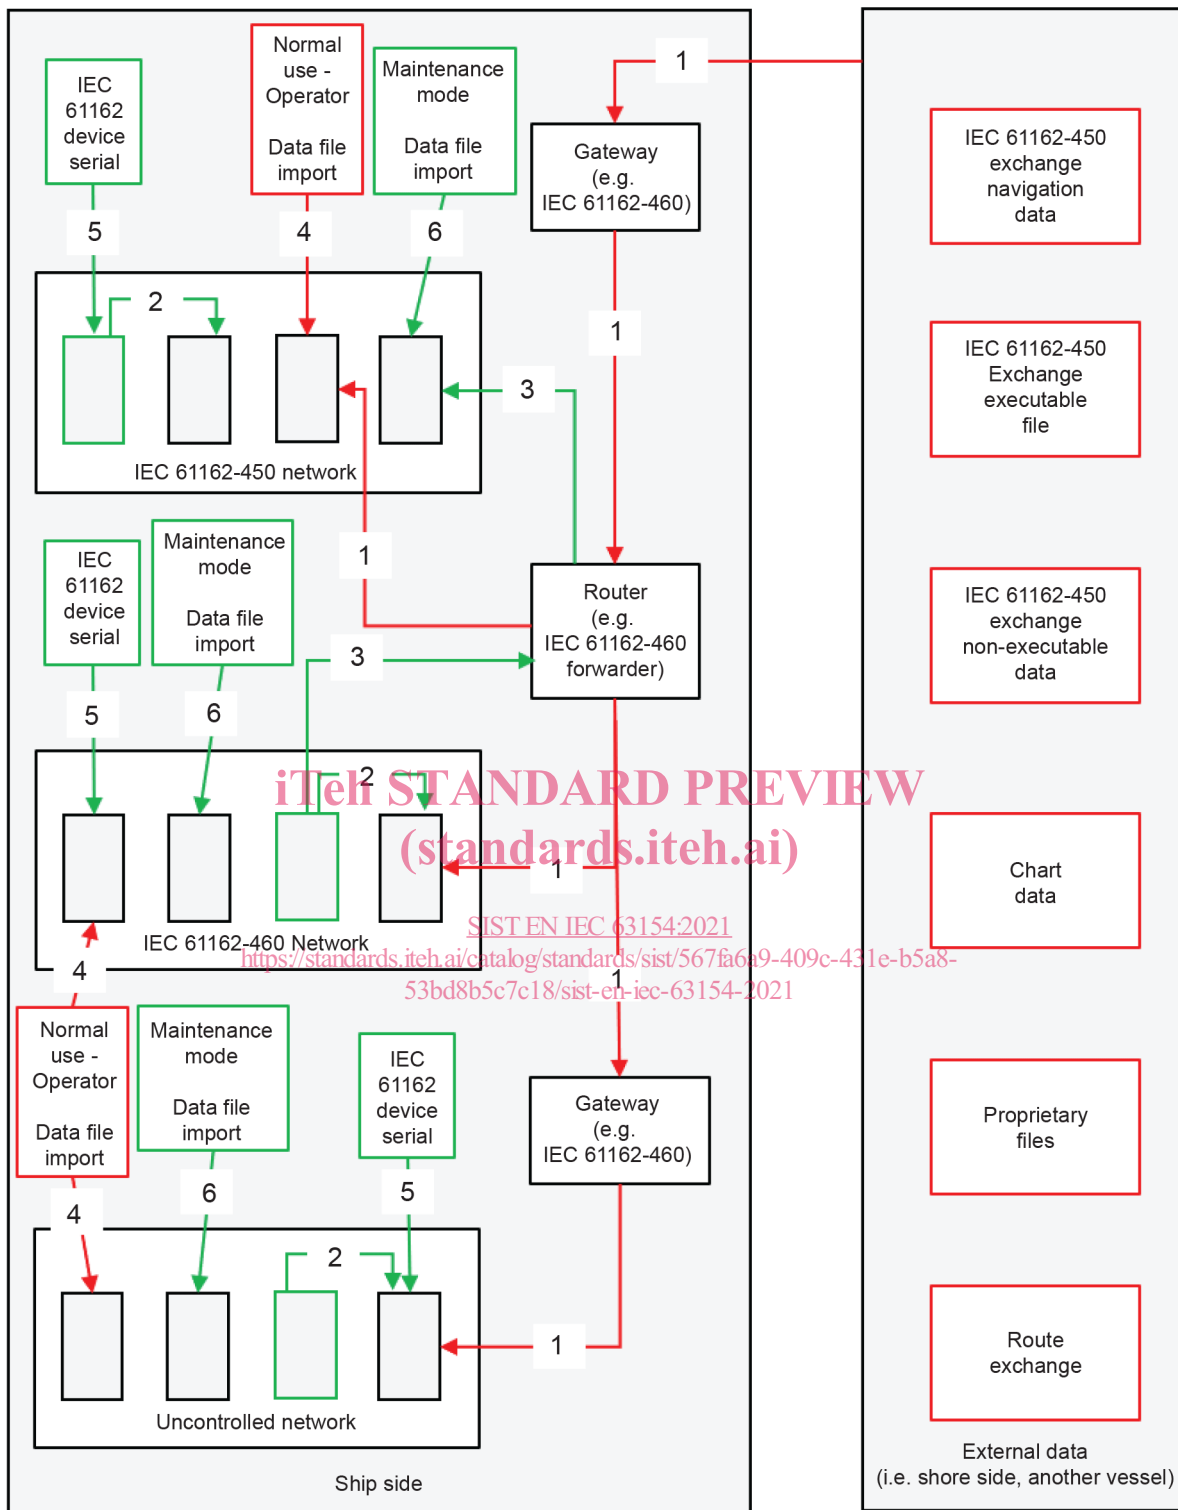 IEC
61162
device
serial
Normal
use -
Operator
Data file
import
Maintenance
mode
Data file
import
1
Gateway
(e.g.
IEC 61162-460)
5
4
6
2
1
3
IEC 61162-450 network
IEC
61162
device
serial
Maintenance
mode
Data file
import
1
Router
(e.g.
IEC 61162-460
forwarder)
3
5
6
2
1
IEC 61162-460 Network
iTeh STANDARD PREVIEW
(standards.iteh.ai)
SIST EN IEC 63154:2021
https://standards.iteh.ai/catalog/standards/sist/567fa6a9-409c-431e-b5a8-
53bd8b5c7c18/sist-en-iec-63154-2021
4
1
Normal
use -
Operator
Data file
import
Maintenance
mode
Data file
import
IEC
61162
device
serial
Gateway
(e.g.
IEC 61162-460)
4
6
5
2
1
Uncontrolled network
Ship side
IEC 61162-450
exchange
navigation
data
IEC 61162-450
Exchange
executable
file
IEC 61162-450
exchange
non-executable
data
Chart
data
Proprietary
files
Route
exchange
External data
(i.e. shore side, another vessel)